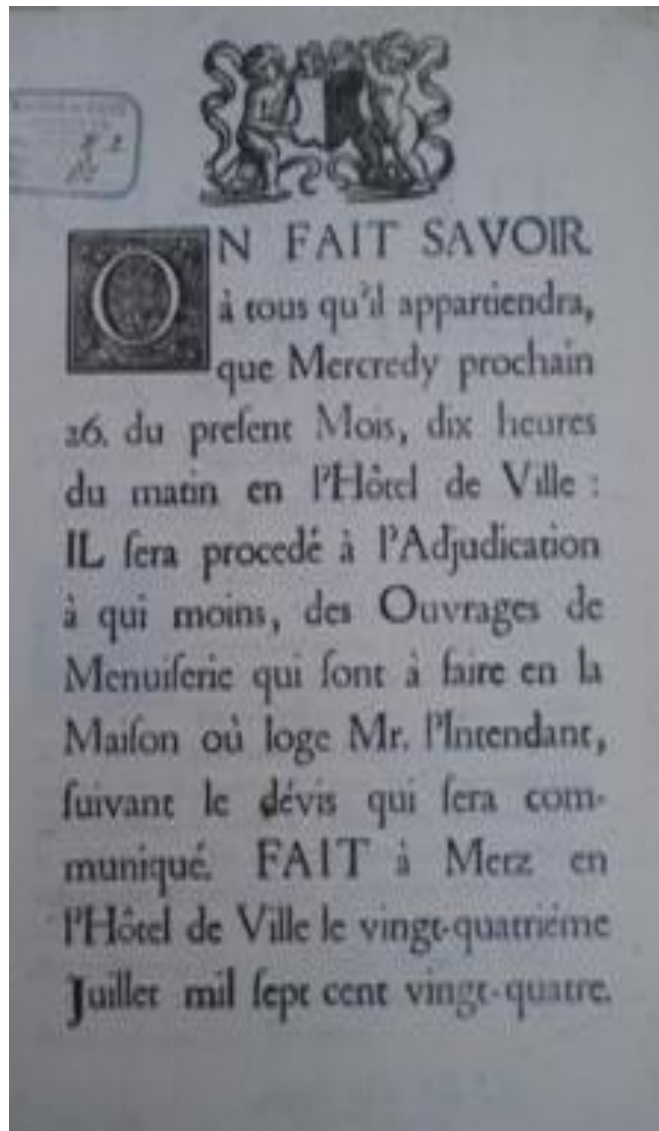 ON FAIT SAVOIR
à tous qu'il appartiendra,
que Mercredy prochain
26. du preſent Mois, dix heures
du matin en l'Hôtel de Ville :
IL ſera procedé à l'Adjudication
à qui moins, des Ouvrages de
Menuiſerie qui ſont à faire en la
Maiſon où loge Mr. l'Intendant,
ſuivant le dévis qui ſera com-
muniqué. FAIT à Metz en
l'Hôtel de Ville le vingt-quatriéme
Juillet mil ſept cent vingt-quatre.